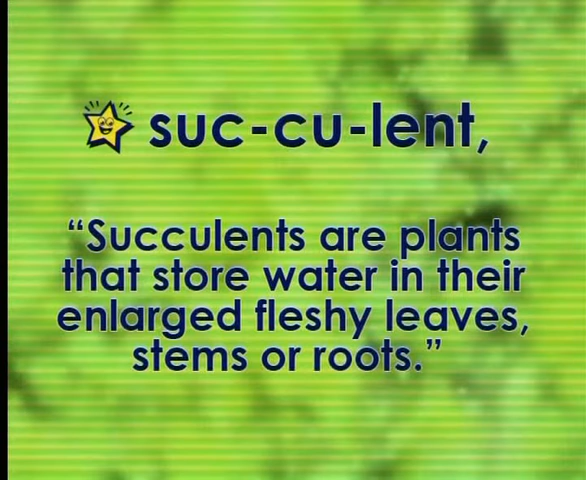 suc-cu-lent,
“Succulents are plants
that store water in their
enlarged fleshy leaves,
stems or roots.”